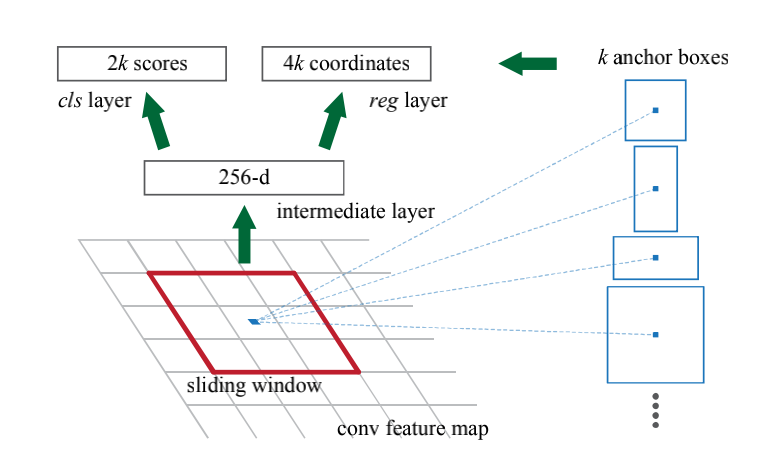 2k scores
4k coordinates
k anchor boxes
cls layer
reg layer
256-d
intermediate layer
sliding window
conv feature map